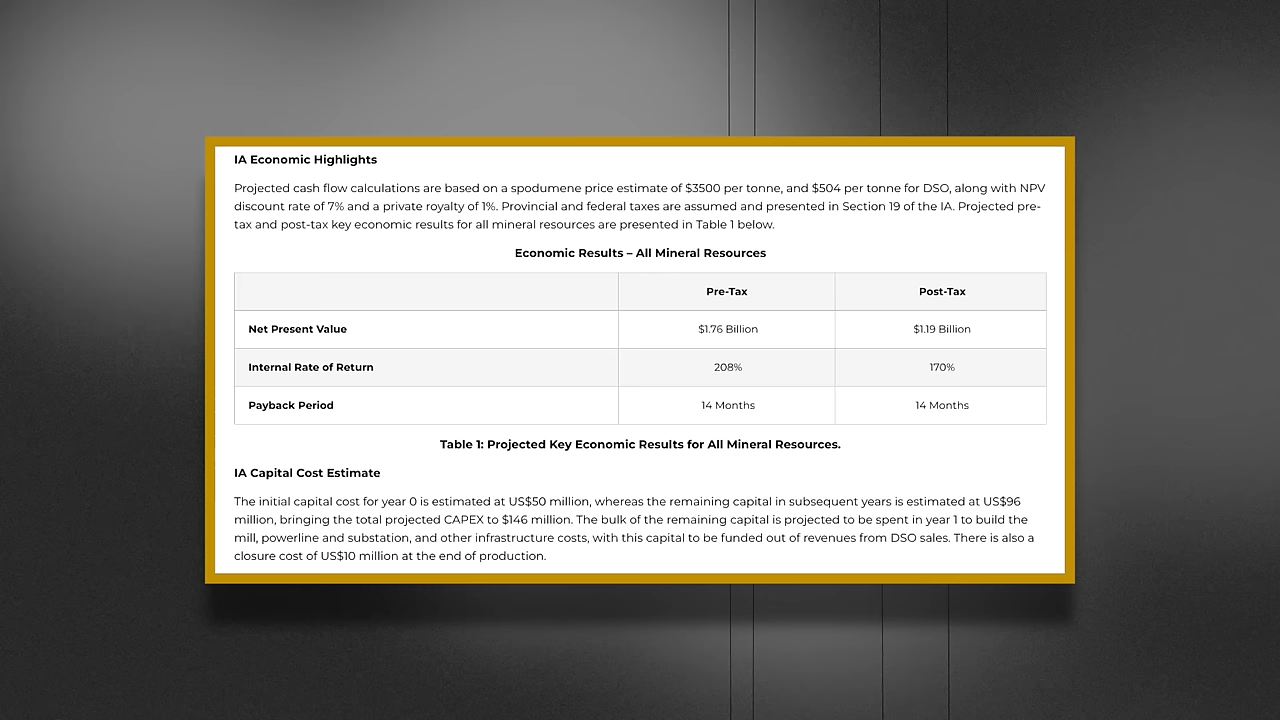 IA Economic Highlights
Projected cash flow calculations are based on a spodumene price estimate of $3500 per tonne, and $504 per tonne for DSO, along with NPV
discount rate of 7% and a private royalty of 1%. Provincial and federal taxes are assumed and presented in Section 19 of the IA. Projected pre-
tax and post-tax key economic results for all mineral resources are presented in Table 1 below.
Economic Results – All Mineral Resources
Pre-Tax Post-Tax
Net Present Value $1.76 Billion $1.19 Billion
Internal Rate of Return 208% 170%
Payback Period 14 Months 14 Months
Table 1: Projected Key Economic Results for All Mineral Resources.
IA Capital Cost Estimate
The initial capital cost for year 0 is estimated at US$50 million, whereas the remaining capital in subsequent years is estimated at US$96
million, bringing the total projected CAPEX to $146 million. The bulk of the remaining capital is projected to be spent in year 1 to build the
mill, powerline and substation, and other infrastructure costs, with this capital to be funded out of revenues from DSO sales. There is also a
closure cost of US$10 million at the end of production.